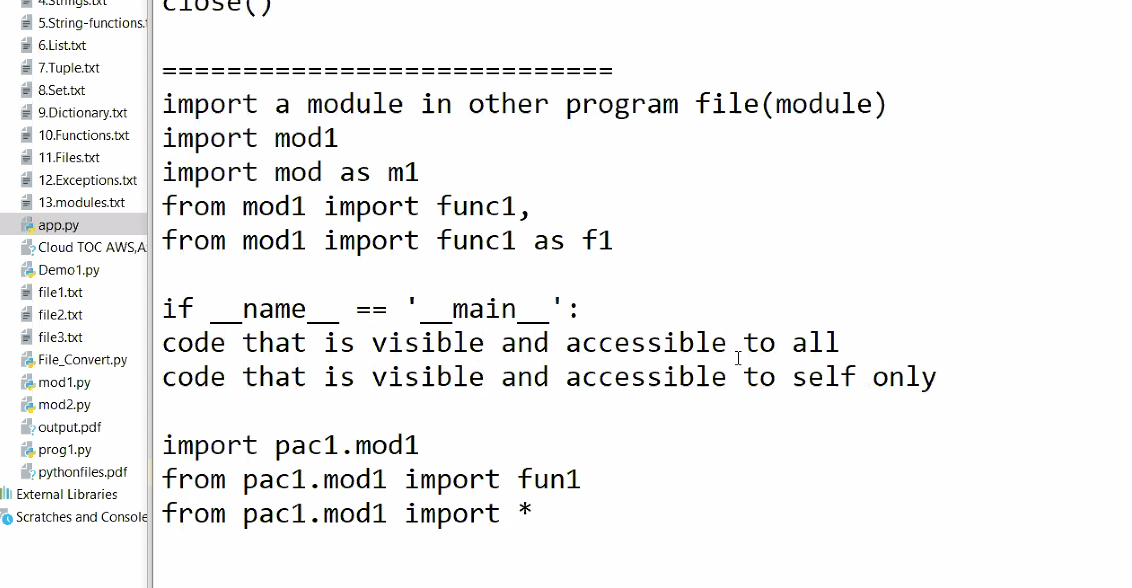 4.Strings.txt
5.String-functions.
6.List.txt
7.Tuple.txt
8.Set.txt
9.Dictionary.txt
10.Functions.txt
11.Files.txt
12.Exceptions.txt
13.modules.txt
app.py
Cloud TOC AWS,A
Demo1.py
file1.txt
file2.txt
file3.txt
File_Convert.py
mod1.py
mod2.py
output.pdf
prog1.py
pythonfiles.pdf
External Libraries
Scratches and Console
close()
============================
import a module in other program file(module)
import mod1
import mod as m1
from mod1 import func1,
from mod1 import func1 as f1
if __name__ == '__main__':
code that is visible and accessible to all
code that is visible and accessible to self only
import pac1.mod1
from pac1.mod1 import fun1
from pac1.mod1 import *